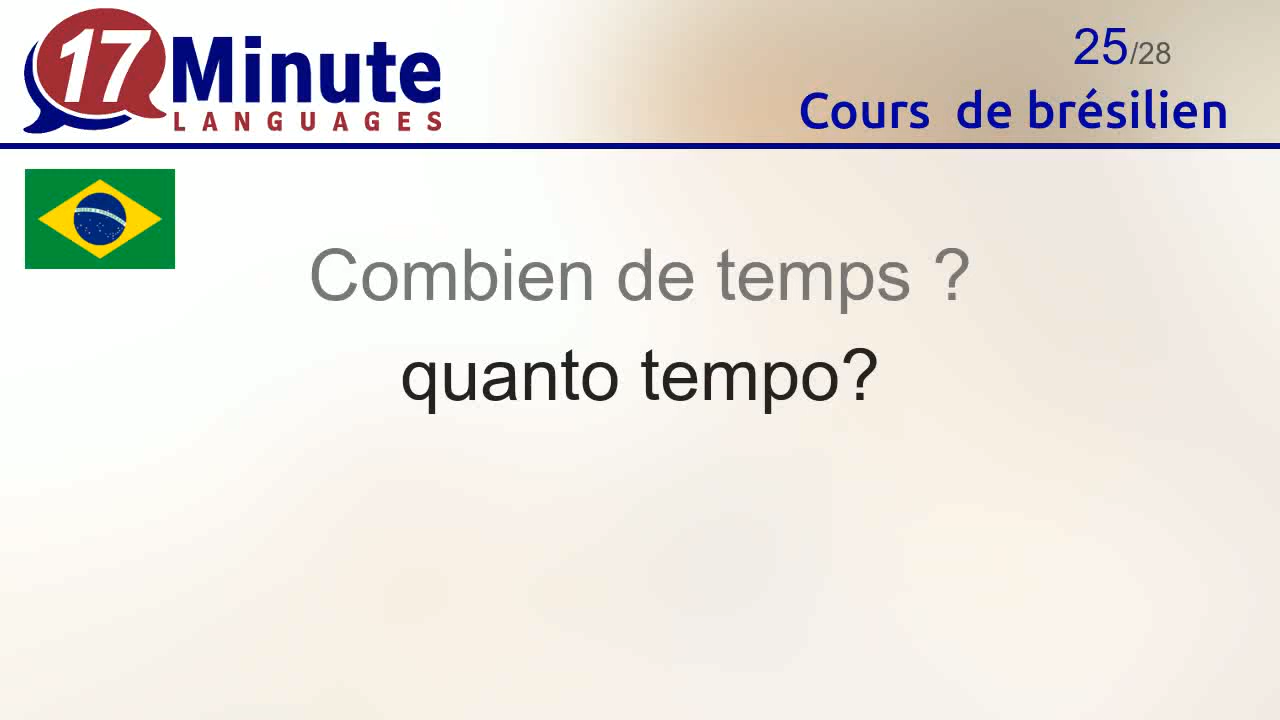 17 Minute
LANGUAGES
25/28
Cours de brésilien
Combien de temps ?
quanto tempo?